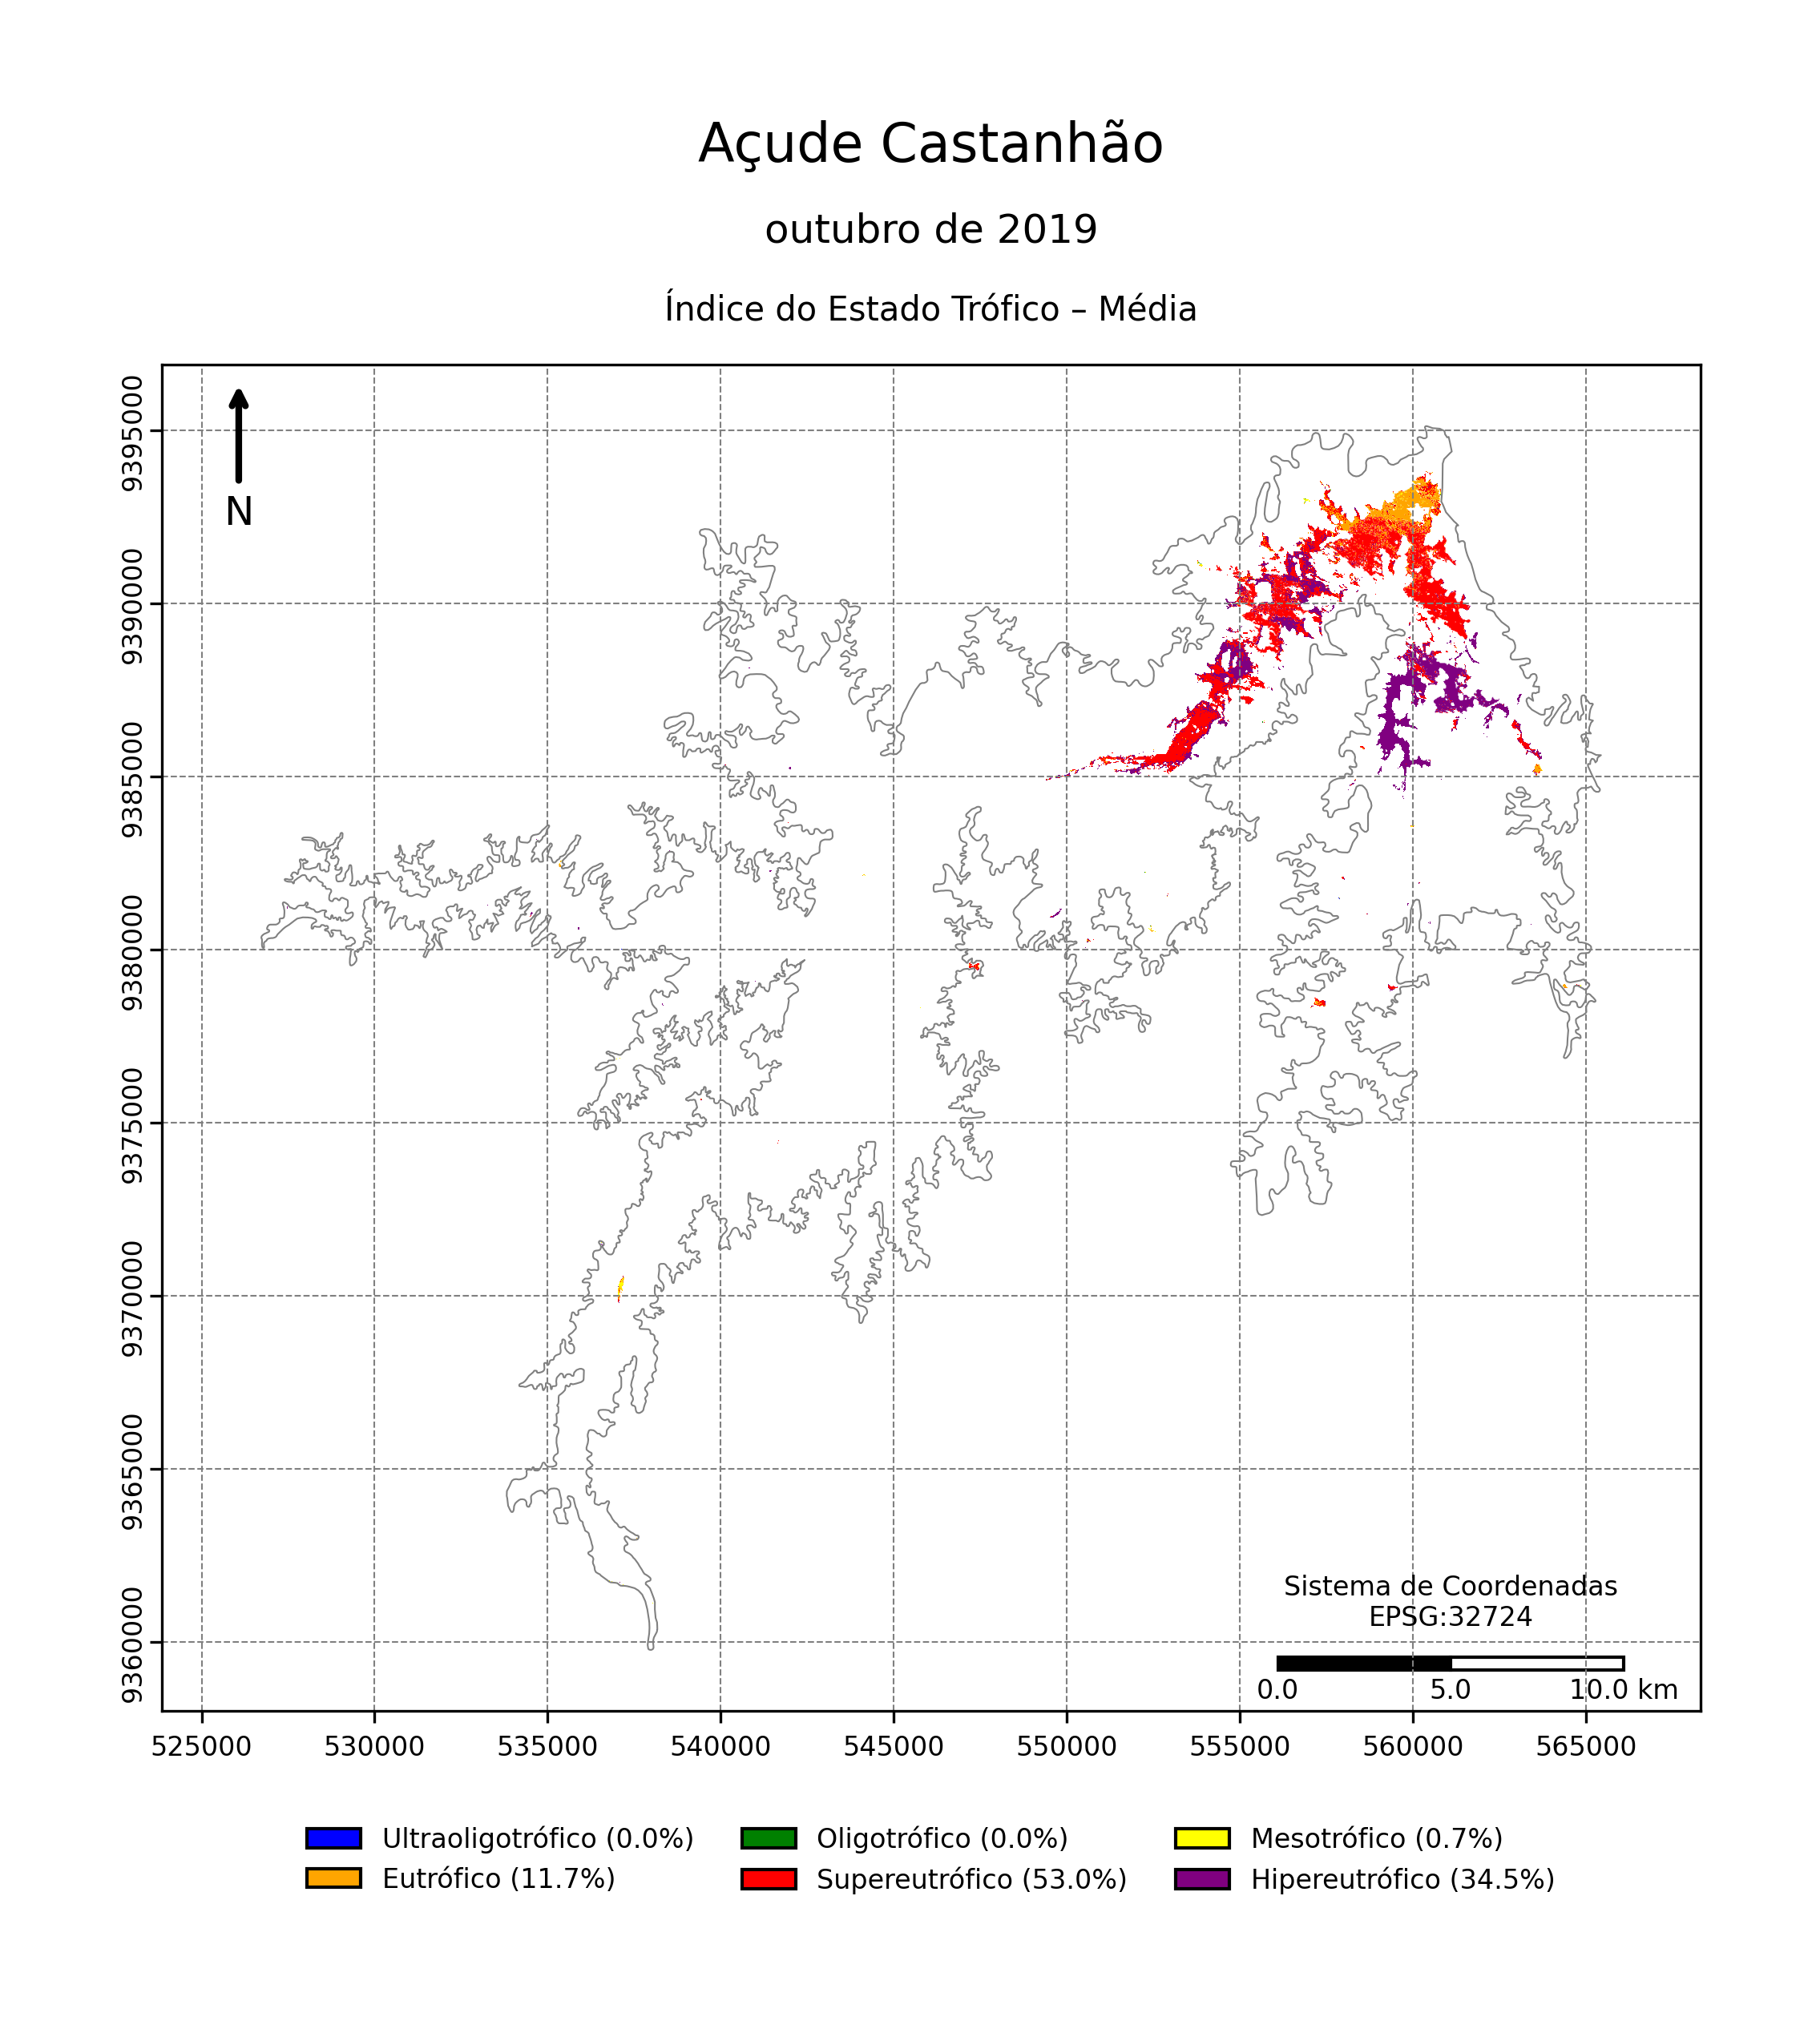 Açude Castanhão
outubro de 2019
Índice do Estado Trófico – Média
N
9395000
9390000
9385000
9380000
9375000
9370000
9365000
9360000
Sistema de Coordenadas
EPSG:32724
0.0 5.0 10.0 km
525000 530000 535000 540000 545000 550000 555000 560000 565000
Ultraoligotrófico (0.0%) Oligotrófico (0.0%) Mesotrófico (0.7%)
Eutrófico (11.7%) Supereutrófico (53.0%) Hipereutrófico (34.5%)